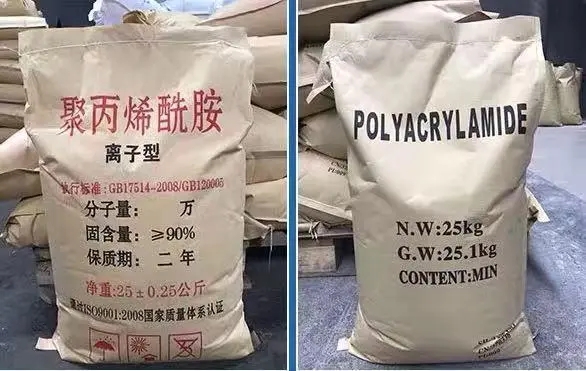 聚丙烯酰胺
离子型
执行标准:GB17514-2008/GB120005
分子量: 万
固含量: ≥90%
保质期: 二年
净重:25±0.25公斤
通过ISO9001:2008国家质量体系认证
POLYACRYLAMIDE
N.W:25kg
G.W:25.1kg
CONTENT:MIN